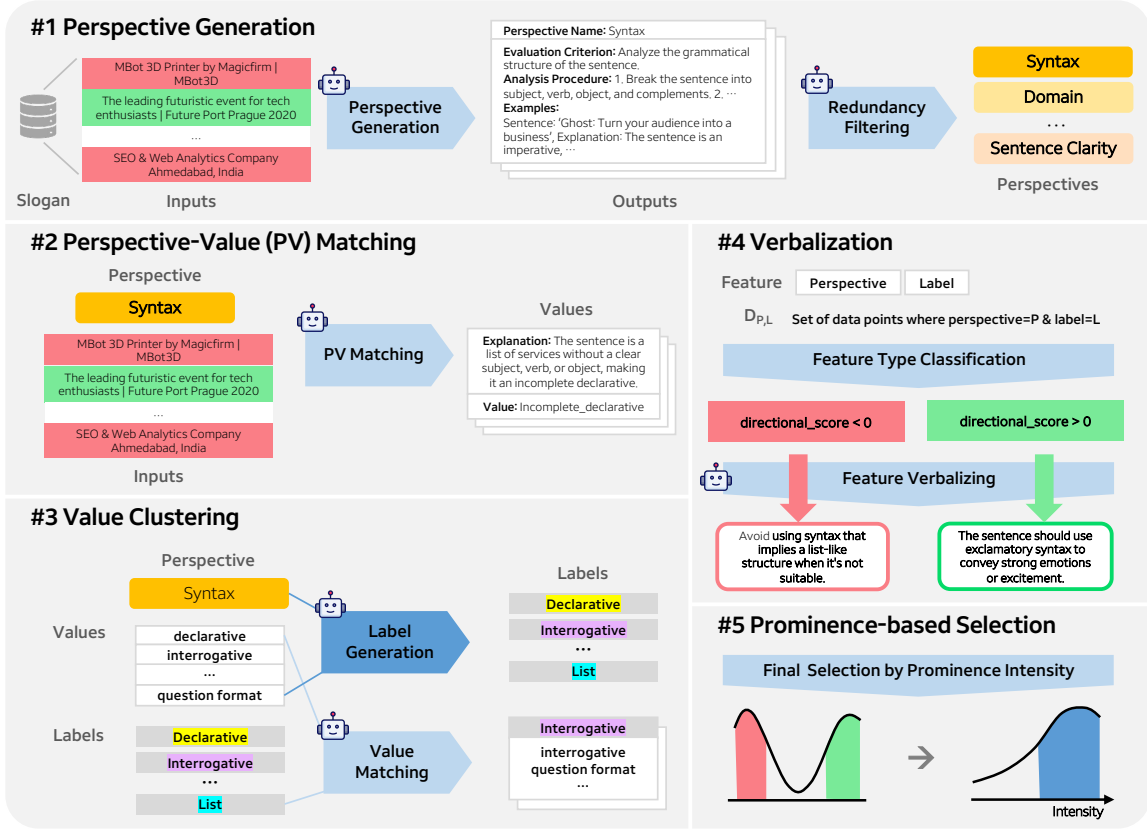 #1 Perspective Generation
MBot 3D Printer by Magicfirm |
MBot3D
The leading futuristic event for tech
enthusiasts | Future Port Prague 2020
...
SEO & Web Analytics Company
Ahmedabad, India
Slogan
Inputs
Perspective
Generation
Perspective Name: Syntax
Evaluation Criterion: Analyze the grammatical
structure of the sentence.
Analysis Procedure: 1. Break the sentence into
subject, verb, object, and complements. 2. ...
Examples:
Sentence: 'Ghost: Turn your audience into a
business', Explanation: The sentence is an
imperative, ...
Outputs
Redundancy
Filtering
Syntax
Domain
...
Sentence Clarity
Perspectives
#2 Perspective-Value (PV) Matching
Perspective
Syntax
MBot 3D Printer by Magicfirm |
MBot3D
The leading futuristic event for tech
enthusiasts | Future Port Prague 2020
...
SEO & Web Analytics Company
Ahmedabad, India
Inputs
PV Matching
Values
Explanation: The sentence is a
list of services without a clear
subject, verb, or object, making
it an incomplete declarative.
Value: Incomplete_declarative
#3 Value Clustering
Perspective
Syntax
Values
declarative
interrogative
...
question format
Labels
Declarative
Interrogative
...
List
Label
Generation
Value
Matching
Labels
Declarative
Interrogative
...
List
Interrogative
interrogative
question format
...
#4 Verbalization
Feature
Perspective
Label
DP,L
Set of data points where perspective=P & label=L
Feature Type Classification
directional_score < 0
directional_score > 0
Feature Verbalizing
Avoid using syntax that
implies a list-like
structure when it's not
suitable.
The sentence should use
exclamatory syntax to
convey strong emotions
or excitement.
#5 Prominence-based Selection
Final Selection by Prominence Intensity
Intensity